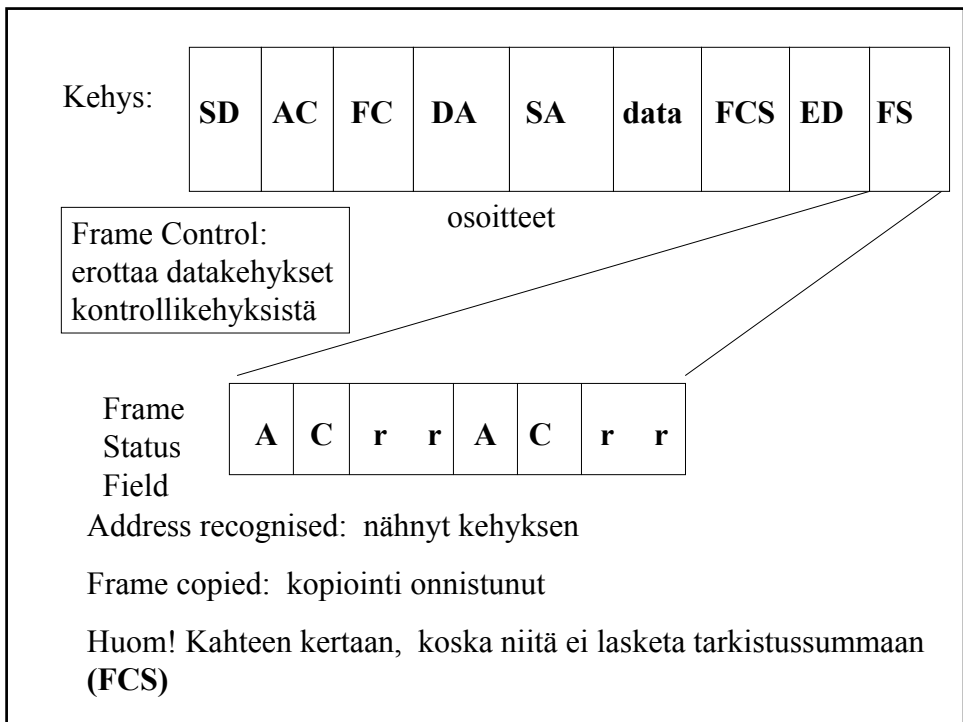 Kehys:
SD AC FC DA SA data FCS ED FS
osoitteet
Frame Control:
erottaa datakehykset
kontrollikehyksistä
Frame
Status
Field
A C r r A C r r
Address recognised: nähnyt kehyksen
Frame copied: kopiointi onnistunut
Huom! Kahteen kertaan, koska niitä ei lasketa tarkistussummaan
(FCS)